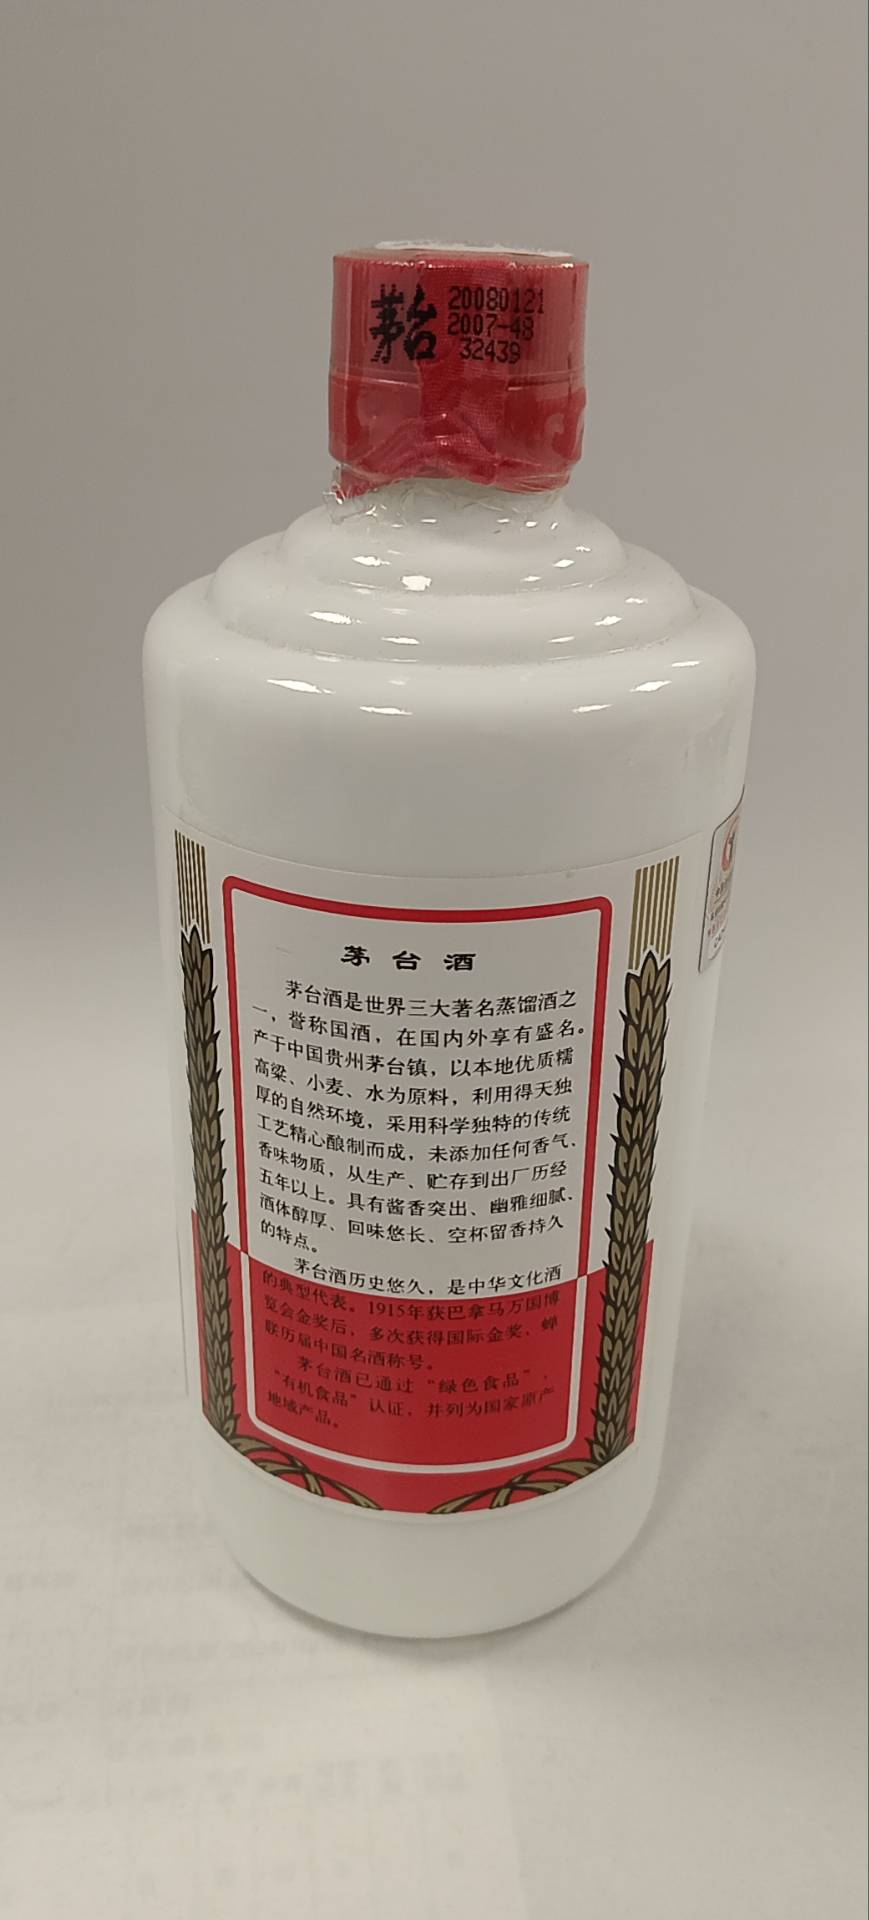 茅台
20080121
2007-48
32439
茅台酒
茅台酒是世界三大著名蒸馏酒之
一，誉称国酒，在国内外享有盛名。
产于中国贵州茅台镇，以本地优质糯
高粱、小麦、水为原料，利用得天独
厚的自然环境，采用科学独特的传统
工艺精心酿制而成，未添加任何香气、
香味物质，从生产、贮存到出厂历经
五年以上。具有酱香突出、幽雅细腻、
酒体醇厚、回味悠长、空杯留香持久
的特点。
茅台酒历史悠久，是中华文化酒
的典型代表。1915年获巴拿马万国博
览会金奖后，多次获得国际金奖、蝉
联历届中国名酒称号。
茅台酒已通过“绿色食品”，
“有机食品”认证，并列为国家原产
地域产品。